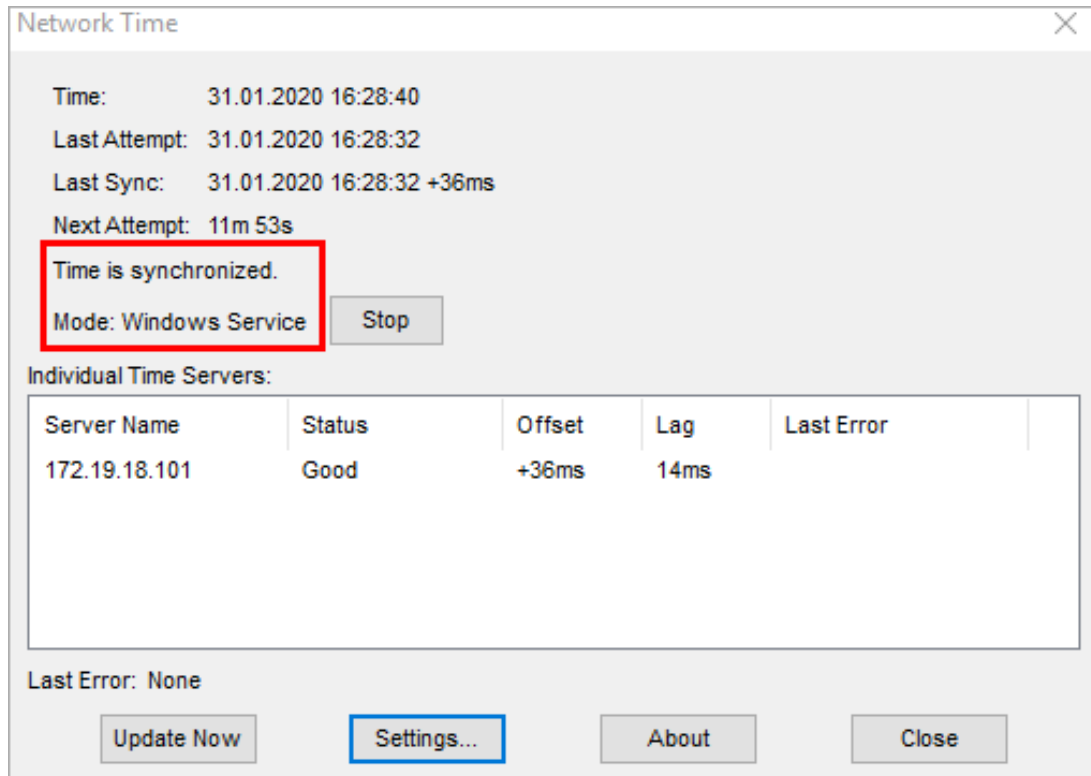 Network Time
Time: 31.01.2020 16:28:40
Last Attempt: 31.01.2020 16:28:32
Last Sync: 31.01.2020 16:28:32 +36ms
Next Attempt: 11m 53s
Time is synchronized.
Mode: Windows Service Stop
Individual Time Servers:
Server Name Status Offset Lag Last Error
172.19.18.101 Good +36ms 14ms
Last Error: None
Update Now Settings... About Close